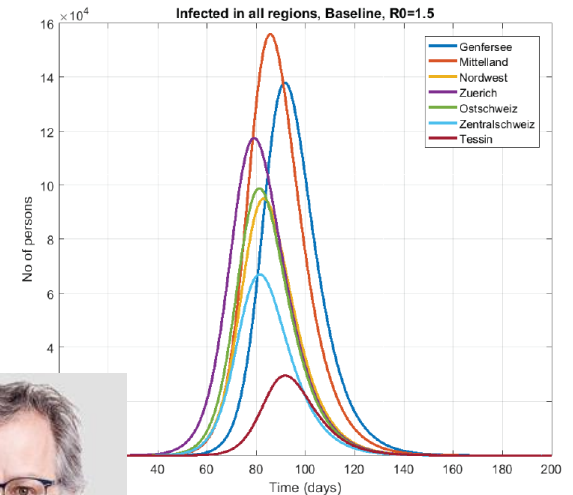 Infected in all regions, Baseline, R0=1.5
×10⁴
16
14
12
10
8
6
4
No of persons
Genfersee
Mittelland
Nordwest
Zuerich
Ostschweiz
Zentralschweiz
Tessin
40 60 80 100 120 140 160 180 200
Time (days)